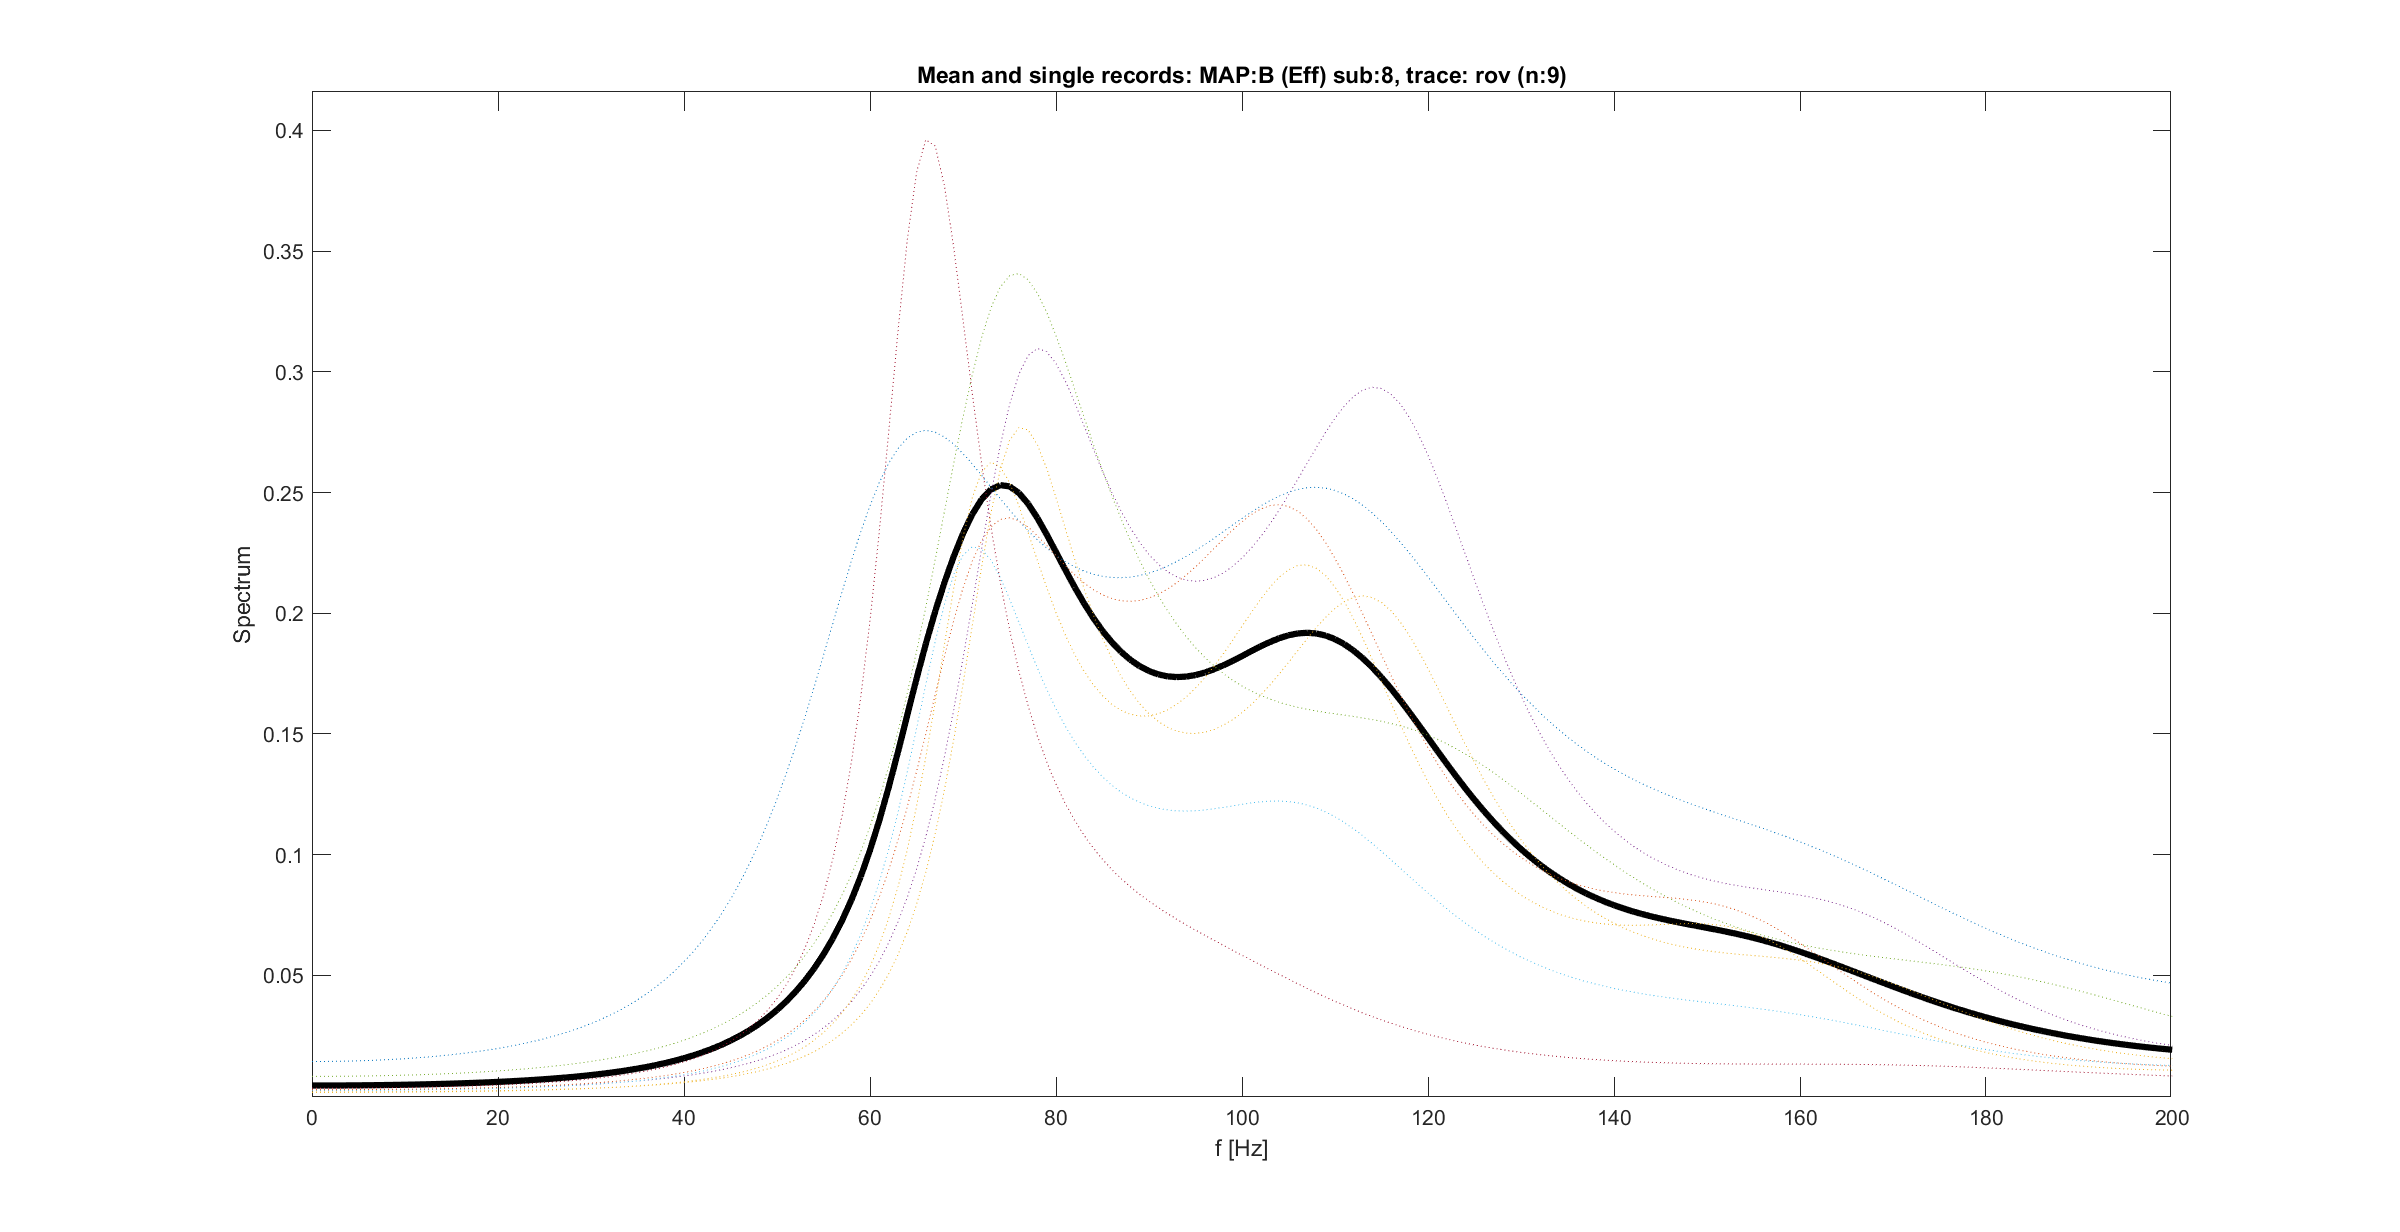 Mean and single records: MAP:B (Eff) sub:8, trace: rov (n:9)
0.4
0.35
0.3
0.25
0.2
0.15
0.1
0.05
Spectrum
0 20 40 60 80 100 120 140 160 180 200
f [Hz]